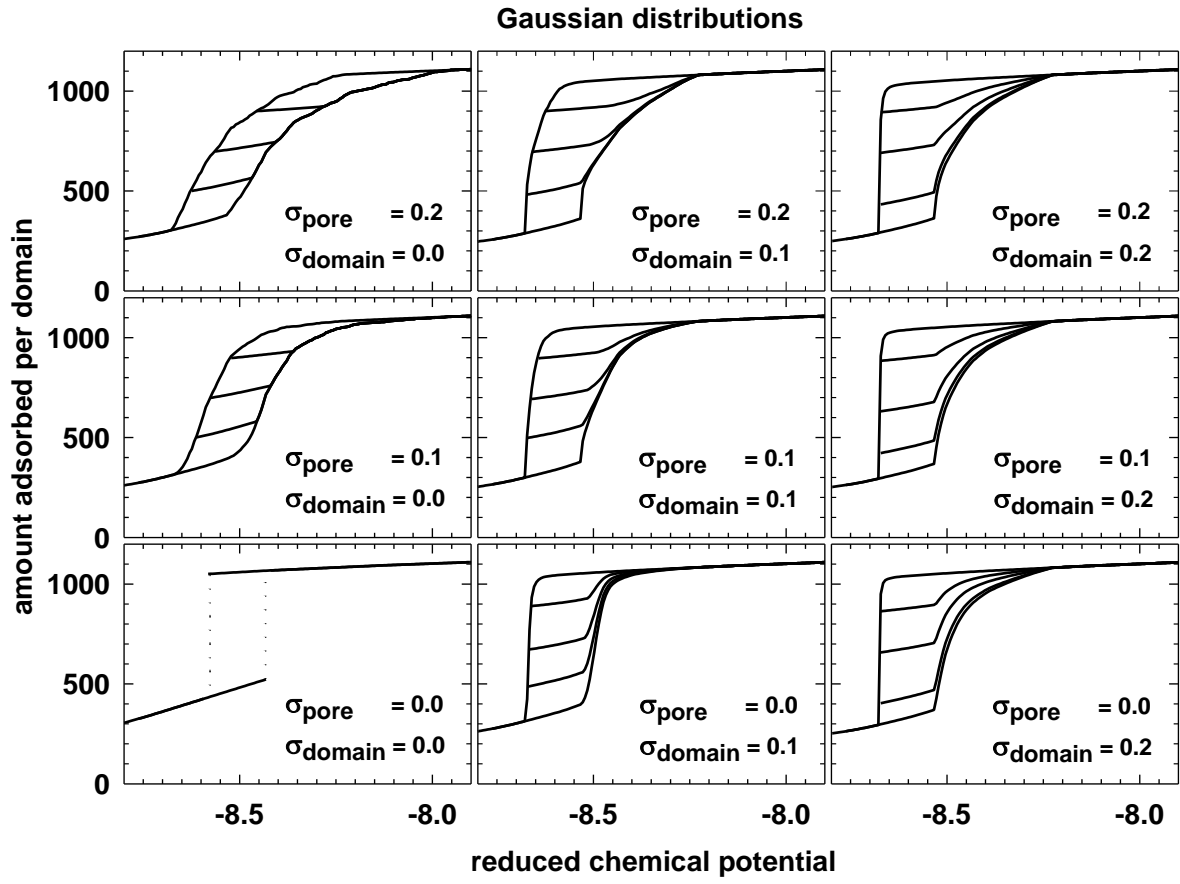 Gaussian distributions
amount adsorbed per domain
1000
500
0
σpore = 0.2
σdomain = 0.0
σpore = 0.2
σdomain = 0.1
σpore = 0.2
σdomain = 0.2
1000
500
0
σpore = 0.1
σdomain = 0.0
σpore = 0.1
σdomain = 0.1
σpore = 0.1
σdomain = 0.2
1000
500
0
σpore = 0.0
σdomain = 0.0
σpore = 0.0
σdomain = 0.1
σpore = 0.0
σdomain = 0.2
-8.5 -8.0 -8.5 -8.0 -8.5 -8.0
reduced chemical potential